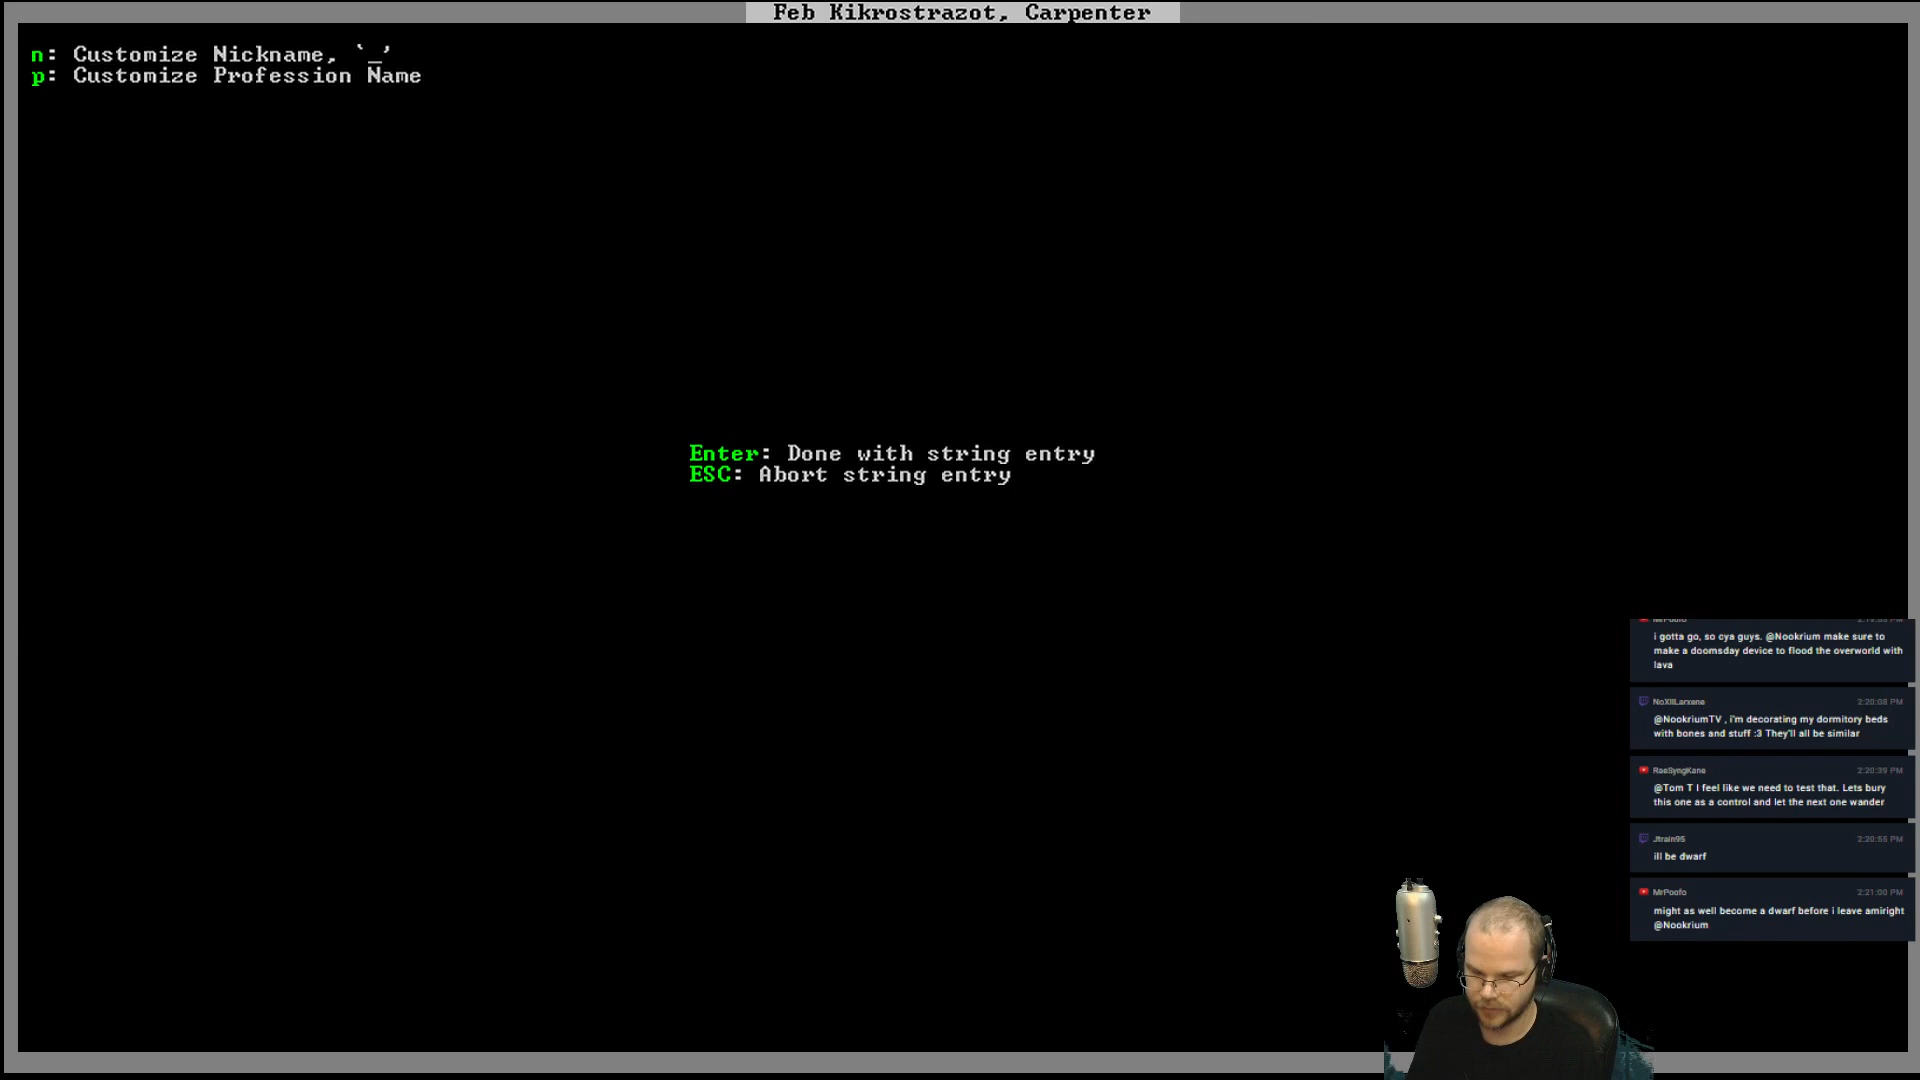 Feb Kikrostrazot, Carpenter
n: Customize Nickname, `_'
p: Customize Profession Name
Enter: Done with string entry
ESC: Abort string entry
i gotta go, so cya guys. @Nookrium make sure to
make a doomsday device to flood the overworld with
lava
NoXIILarxene 2:20:08 PM
@NookriumTV , i'm decorating my dormitory beds
with bones and stuff :3 They'll all be similar
RaeSyngKane 2:20:39 PM
@Tom T I feel like we need to test that. Lets bury
this one as a control and let the next one wander
Jtrain95 2:20:55 PM
ill be dwarf
MrPoofo 2:21:00 PM
might as well become a dwarf before i leave amiright
@Nookrium